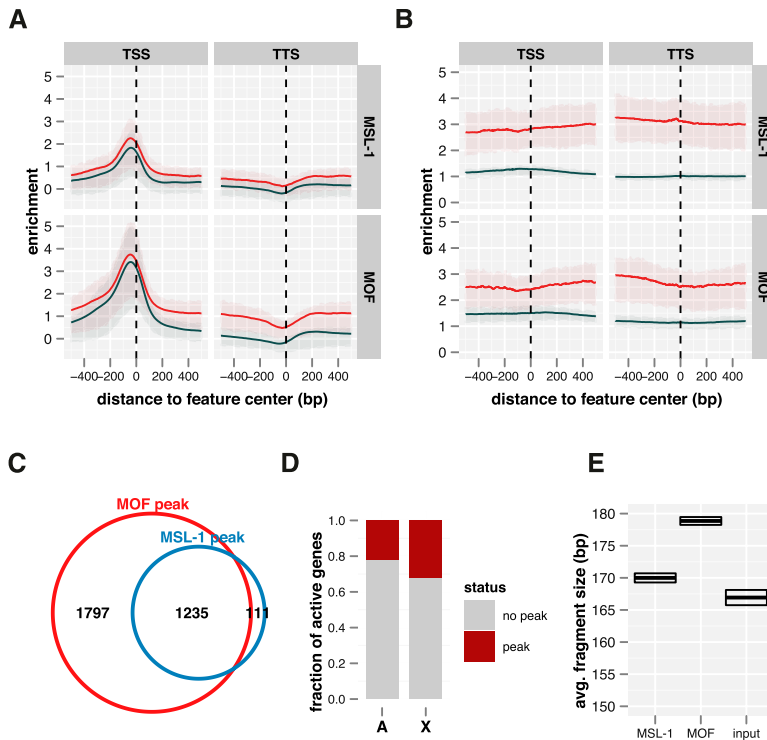 A
TSS TTS
5
4
3
2
1
0
MSL-1
5
4
3
2
1
0
MOF
enrichment
−400 −200 0 200 400 −400 −200 0 200 400
distance to feature center (bp)
B
TSS TTS
5
4
3
2
1
0
MSL-1
5
4
3
2
1
0
MOF
enrichment
−400 −200 0 200 400 −400 −200 0 200 400
distance to feature center (bp)
C
MOF peak
MSL-1 peak
1797 1235 111
D
fraction of active genes
1.0
0.8
0.6
0.4
0.2
0.0
A X
status
no peak
peak
E
avg. fragment size (bp)
180
175
170
165
160
155
150
MSL-1 MOF input